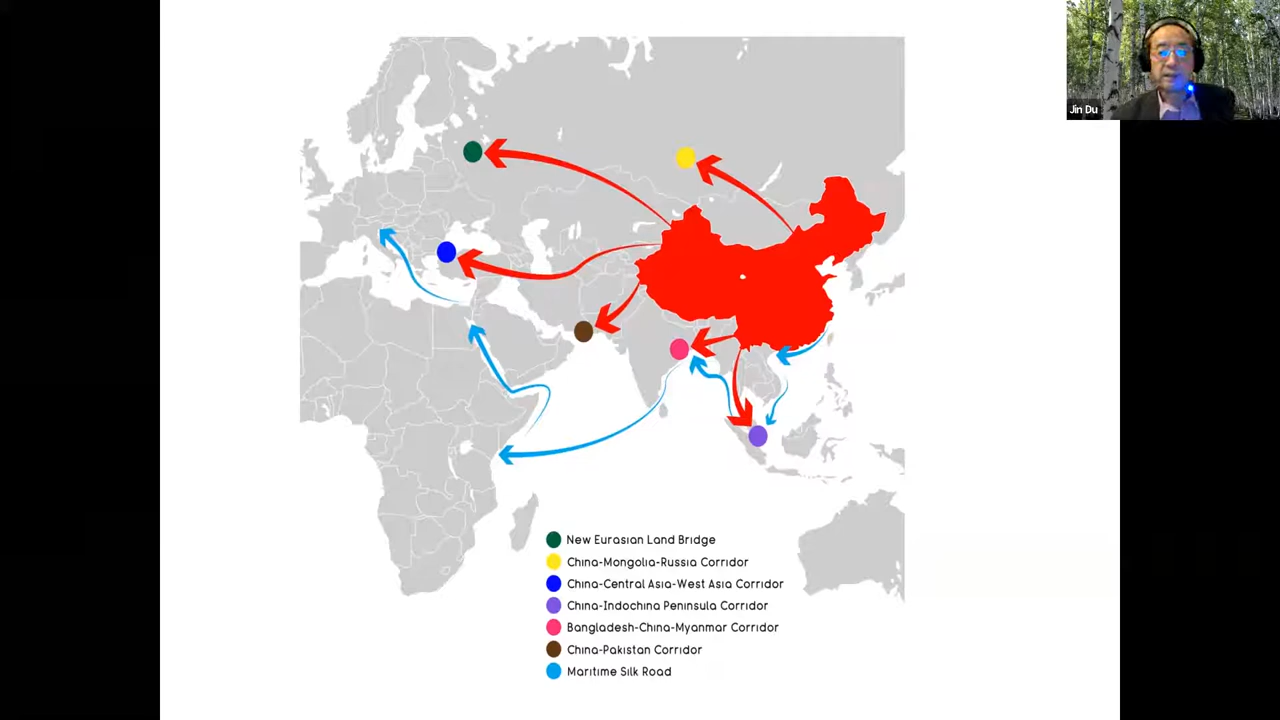 Jin Du
New Eurasian Land Bridge
China-Mongolia-Russia Corridor
China-Central Asia-West Asia Corridor
China-Indochina Peninsula Corridor
Bangladesh-China-Myanmar Corridor
China-Pakistan Corridor
Maritime Silk Road